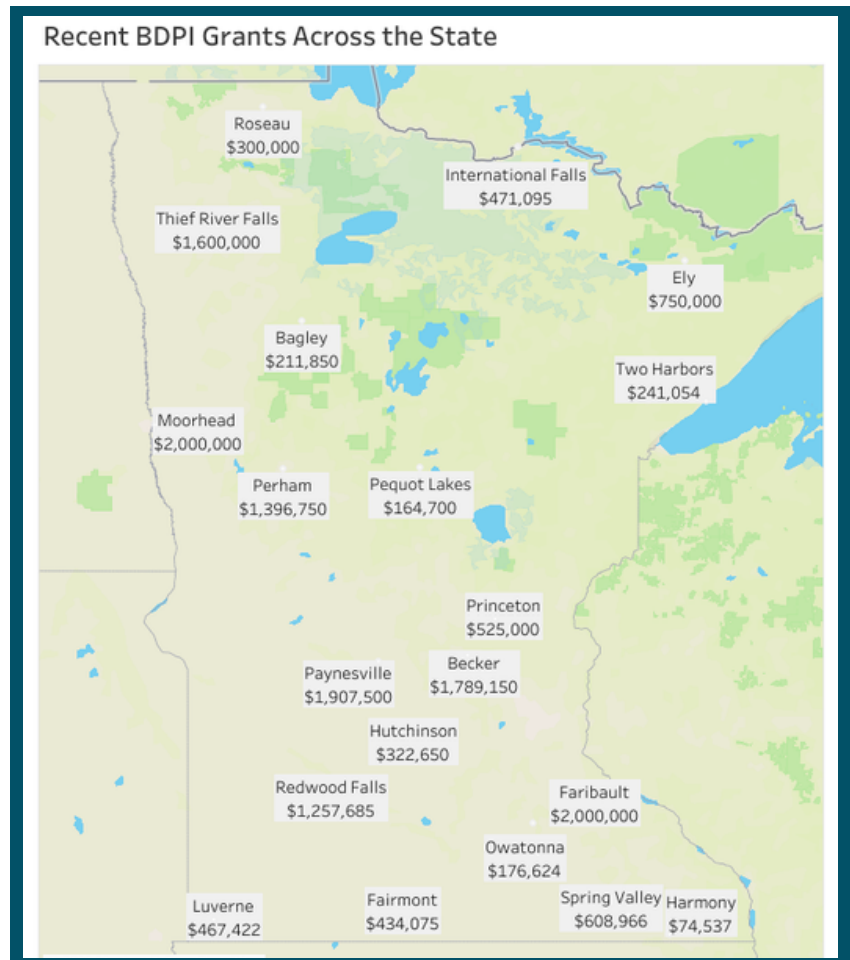 Recent BDPI Grants Across the State
Roseau
$300,000
International Falls
$471,095
Thief River Falls
$1,600,000
Ely
$750,000
Bagley
$211,850
Two Harbors
$241,054
Moorhead
$2,000,000
Perham
$1,396,750
Pequot Lakes
$164,700
Princeton
$525,000
Becker
$1,789,150
Paynesville
$1,907,500
Hutchinson
$322,650
Redwood Falls
$1,257,685
Faribault
$2,000,000
Owatonna
$176,624
Spring Valley
$608,966
Harmony
$74,537
Fairmont
$434,075
Luverne
$467,422